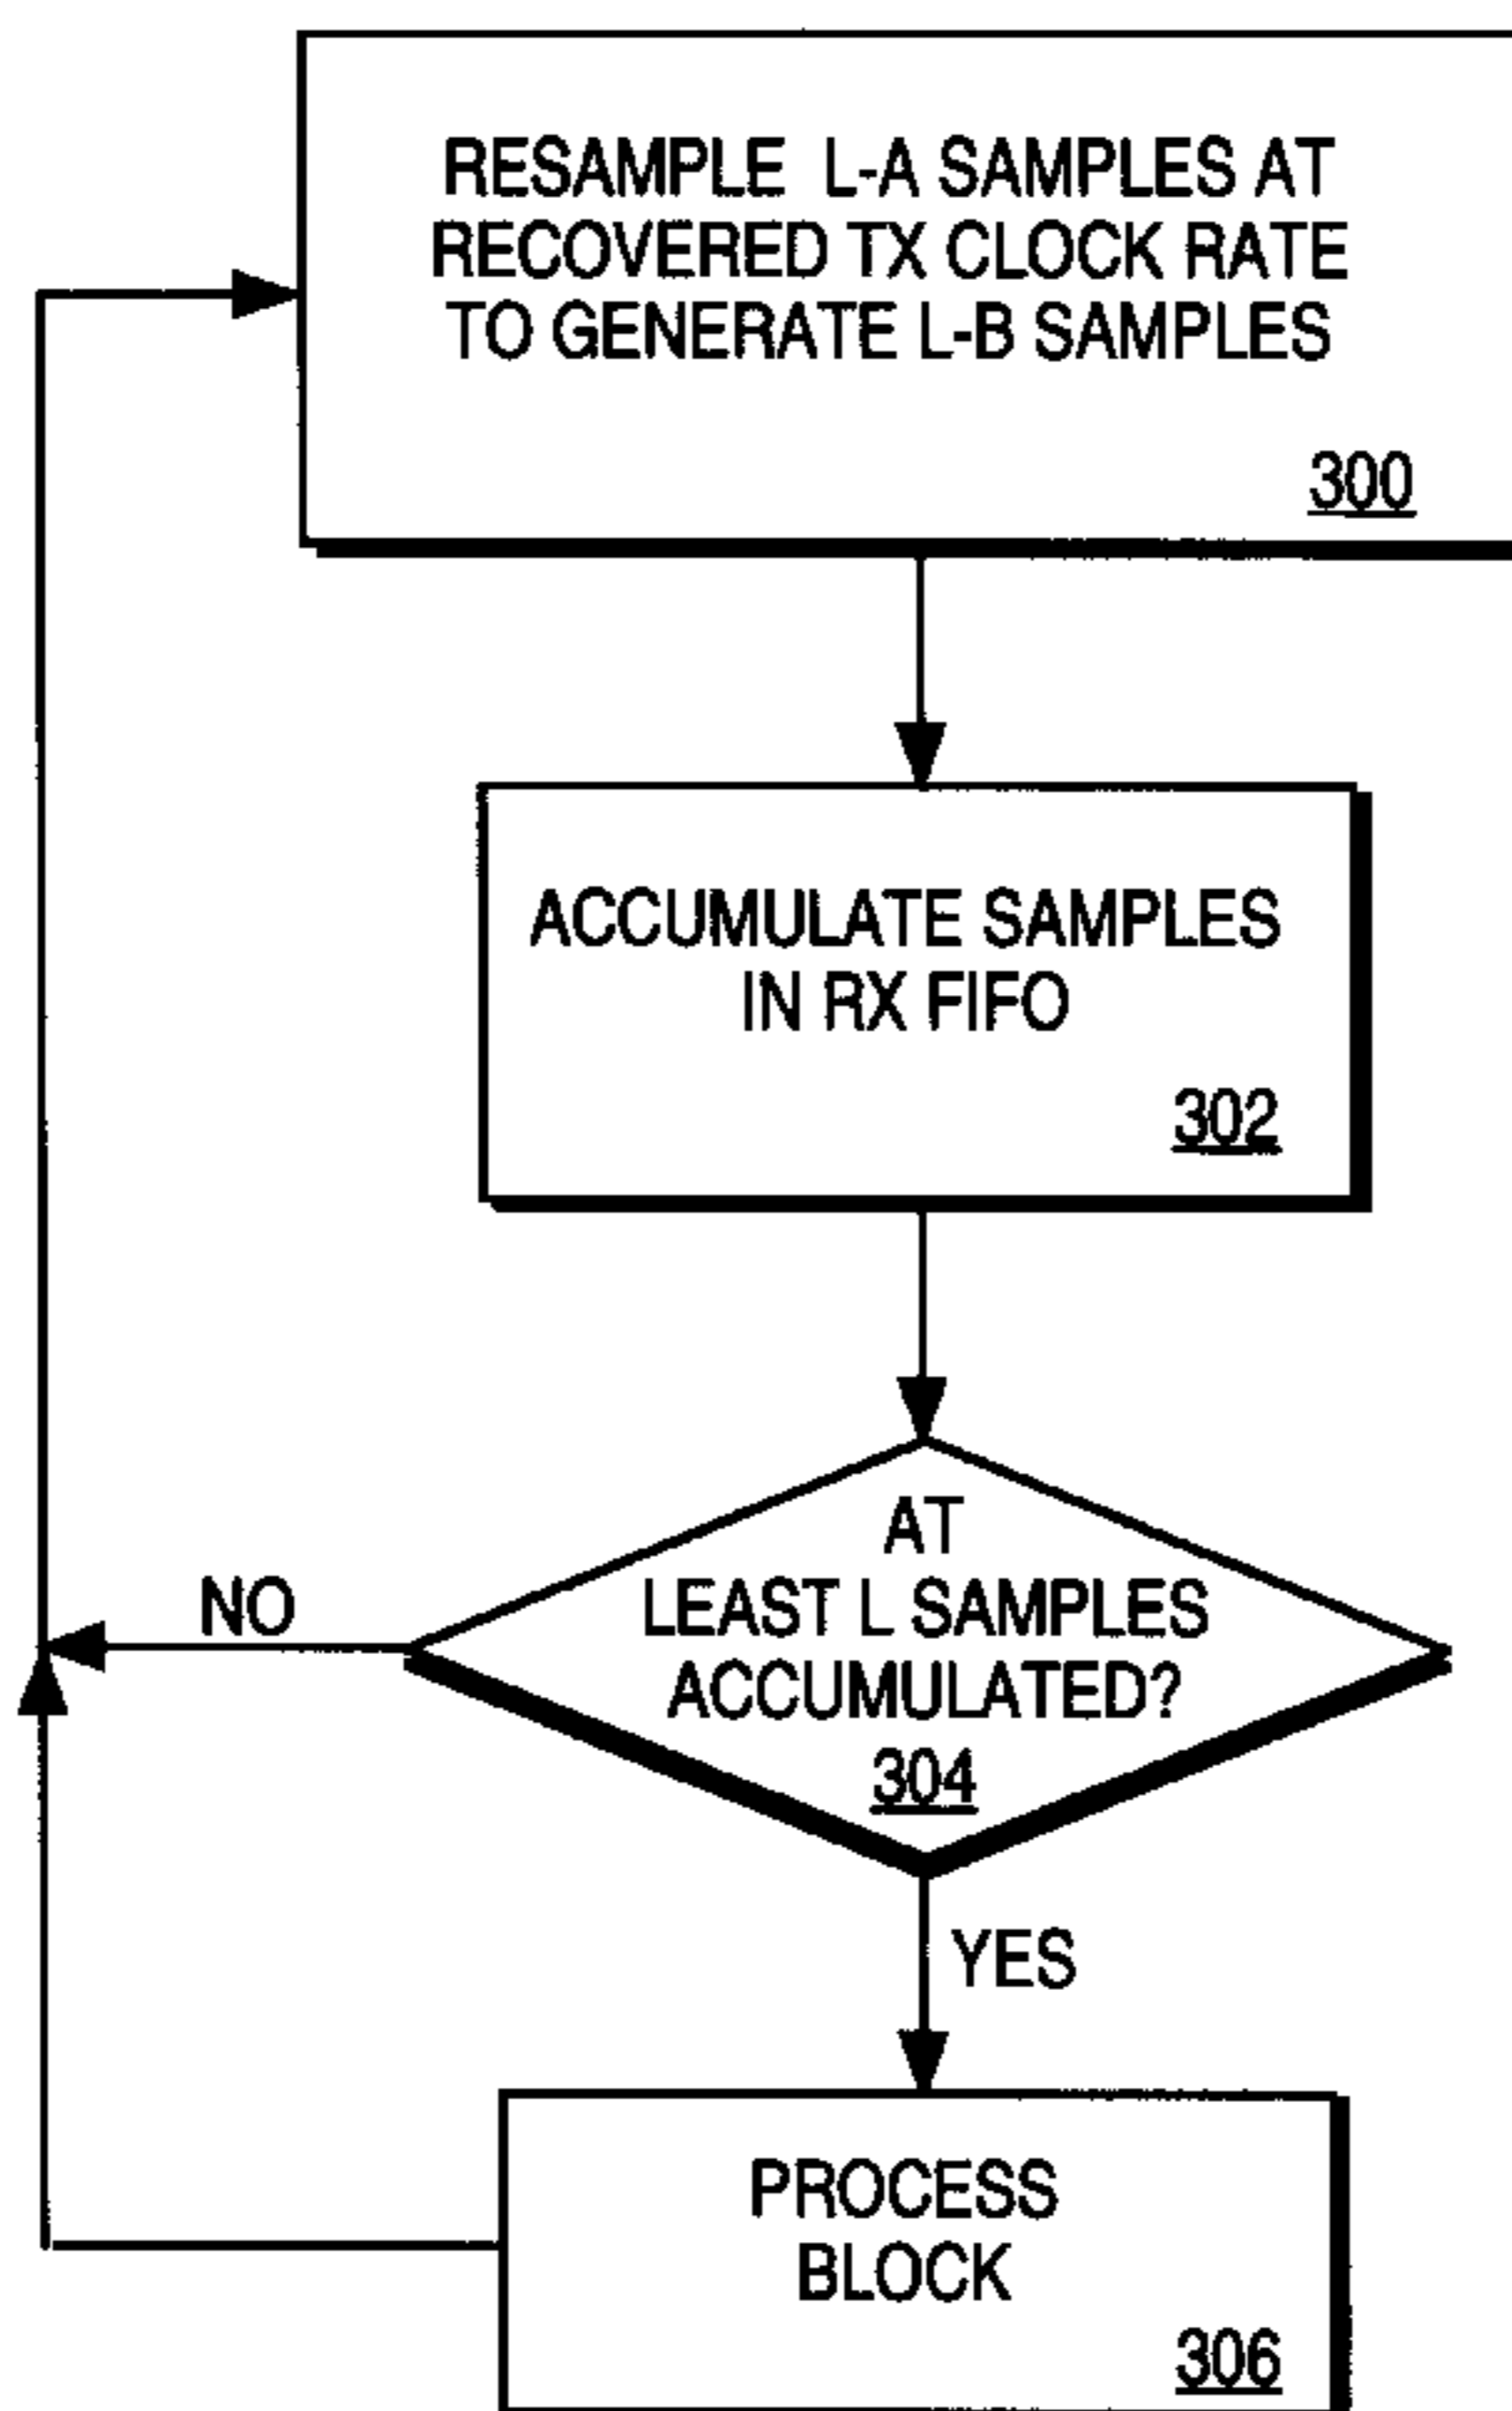 RESAMPLE L-A SAMPLES AT
RECOVERED TX CLOCK RATE
TO GENERATE L-B SAMPLES
300
ACCUMULATE SAMPLES
IN RX FIFO
302
AT
LEAST L SAMPLES
ACCUMULATED?
304
NO
YES
PROCESS
BLOCK
306